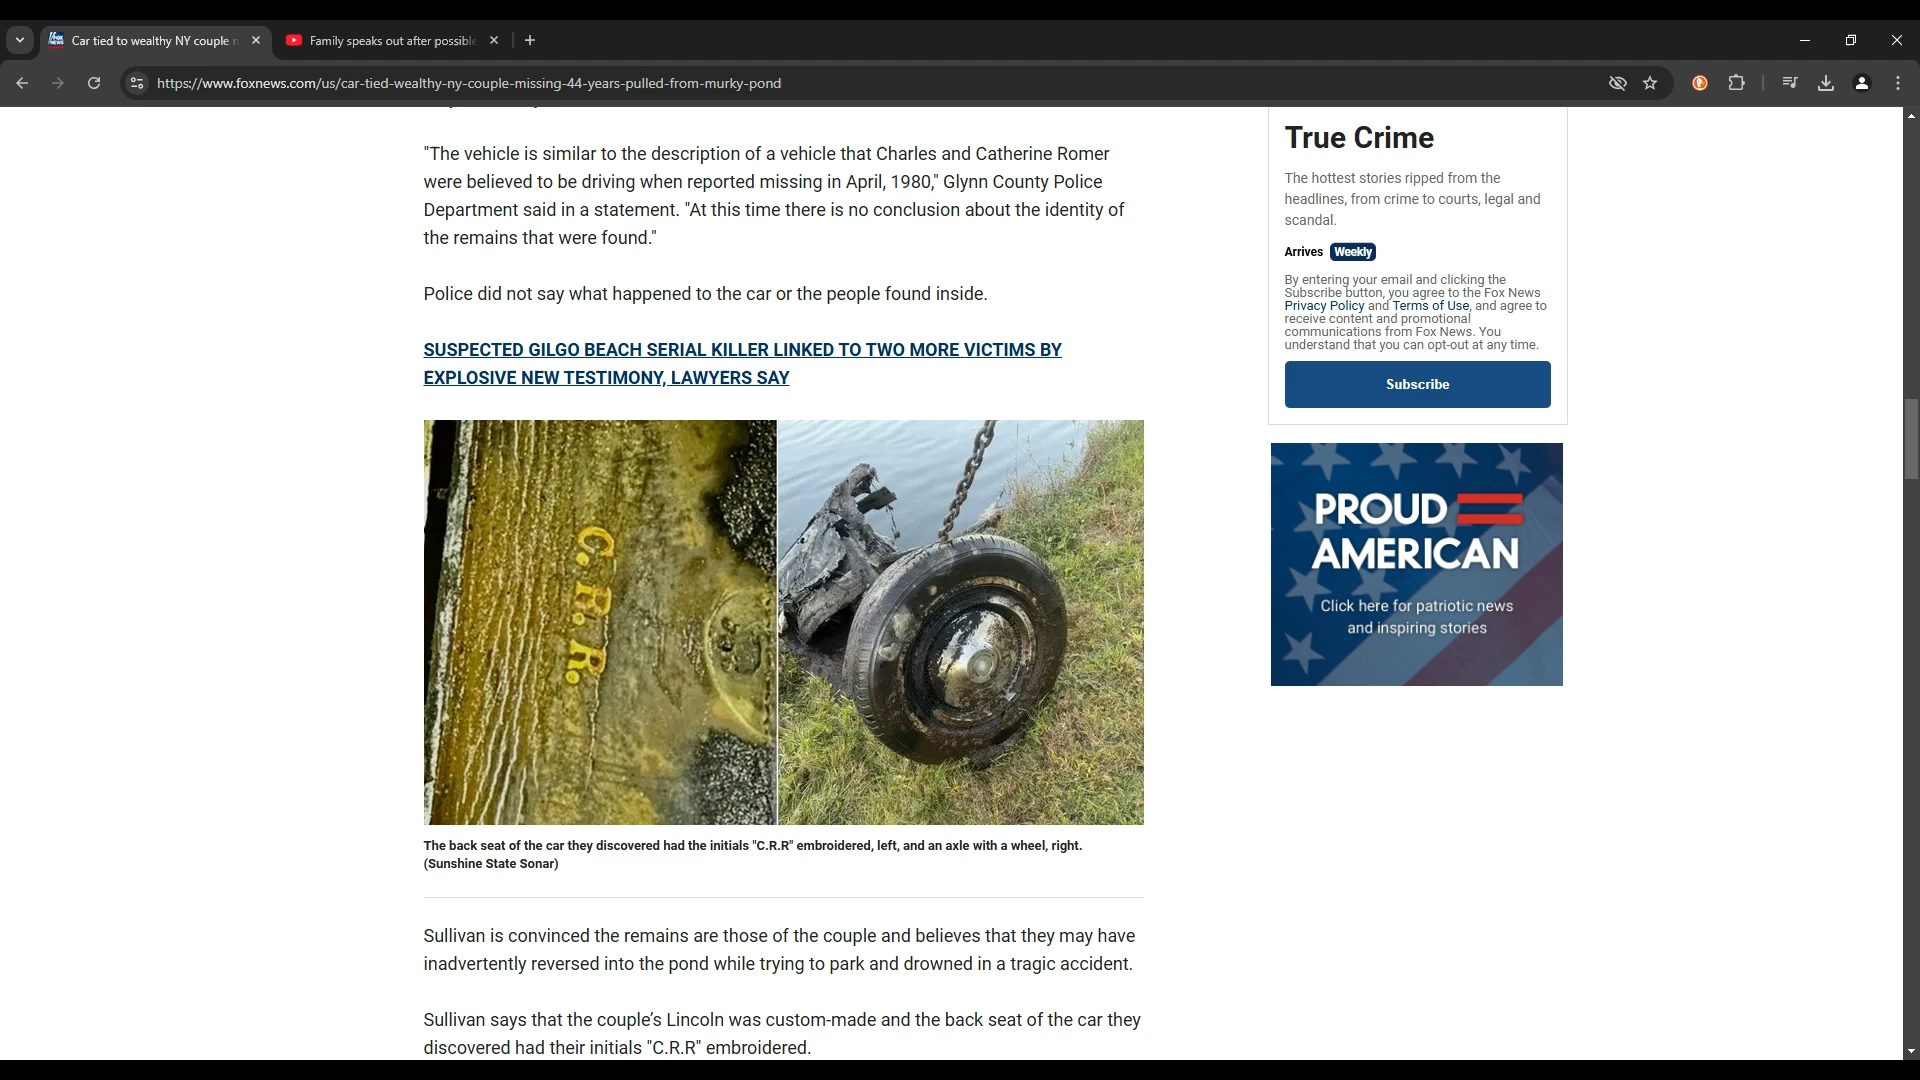 Car tied to wealthy NY couple
Family speaks out after possible
https://www.foxnews.com/us/car-tied-wealthy-ny-couple-missing-44-years-pulled-from-murky-pond
"The vehicle is similar to the description of a vehicle that Charles and Catherine Romer
were believed to be driving when reported missing in April, 1980," Glynn County Police
Department said in a statement. "At this time there is no conclusion about the identity of
the remains that were found."
Police did not say what happened to the car or the people found inside.
SUSPECTED GILGO BEACH SERIAL KILLER LINKED TO TWO MORE VICTIMS BY
EXPLOSIVE NEW TESTIMONY, LAWYERS SAY
C.R.R.
The back seat of the car they discovered had the initials "C.R.R" embroidered, left, and an axle with a wheel, right.
(Sunshine State Sonar)
Sullivan is convinced the remains are those of the couple and believes that they may have
inadvertently reversed into the pond while trying to park and drowned in a tragic accident.
Sullivan says that the couple’s Lincoln was custom-made and the back seat of the car they
discovered had their initials "C.R.R" embroidered.
True Crime
The hottest stories ripped from the
headlines, from crime to courts, legal and
scandal.
Arrives Weekly
By entering your email and clicking the
Subscribe button, you agree to the Fox News
Privacy Policy and Terms of Use, and agree to
receive content and promotional
communications from Fox News. You
understand that you can opt-out at any time.
Subscribe
PROUD
AMERICAN
Click here for patriotic news
and inspiring stories